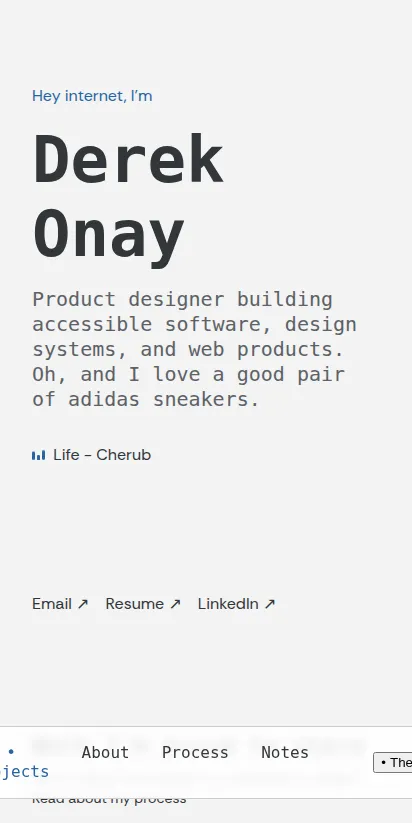 Hey internet, I’m
Derek
Onay
Product designer building
accessible software, design
systems, and web products.
Oh, and I love a good pair
of adidas sneakers.
Life – Cherub
Email ↗ Resume ↗ LinkedIn ↗
• About Process Notes • The
Read about my process